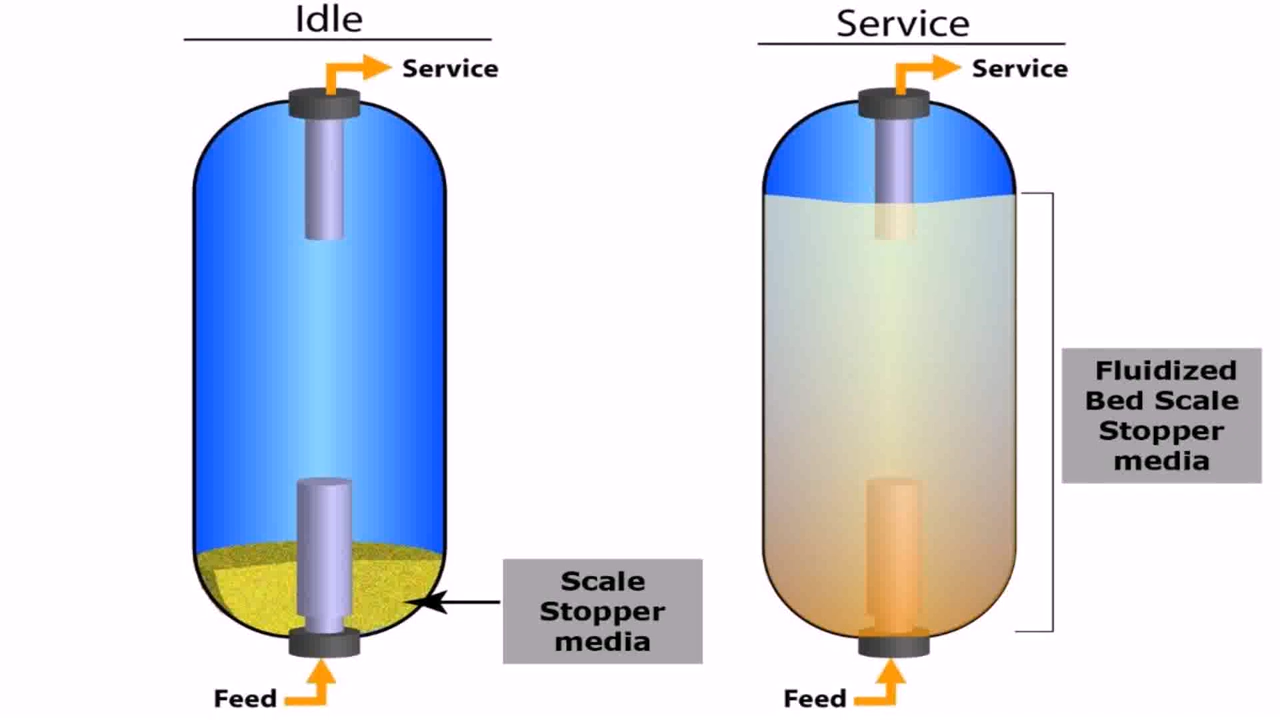 Idle
Service
Service
Service
Scale
Stopper
media
Fluidized
Bed Scale
Stopper
media
Feed
Feed